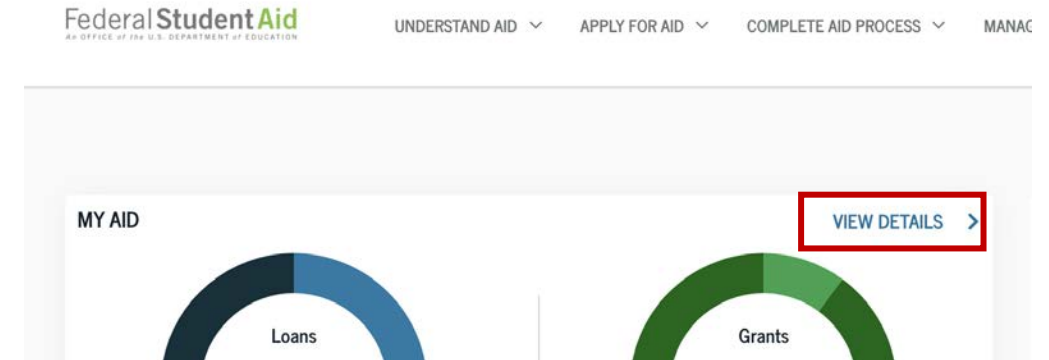 Federal Student Aid
An OFFICE of the U.S. DEPARTMENT of EDUCATION
UNDERSTAND AID APPLY FOR AID COMPLETE AID PROCESS MANAG
MY AID VIEW DETAILS
Loans Grants